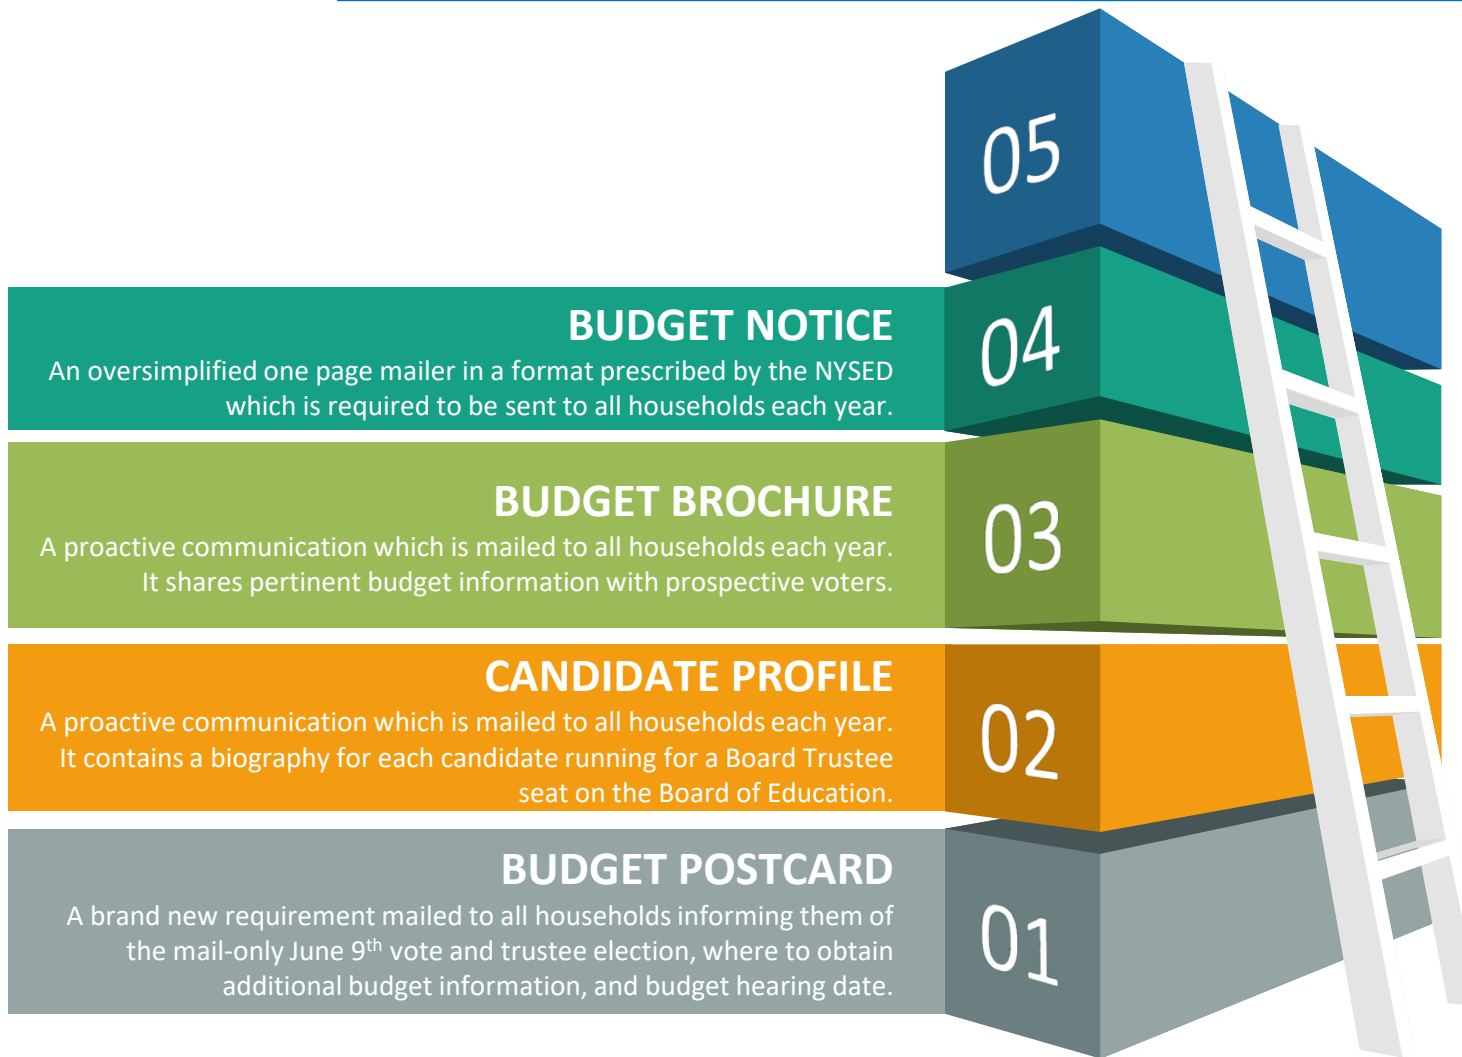 05
BUDGET NOTICE
An oversimplified one page mailer in a format prescribed by the NYSED
which is required to be sent to all households each year.
04
BUDGET BROCHURE
A proactive communication which is mailed to all households each year.
It shares pertinent budget information with prospective voters.
03
CANDIDATE PROFILE
A proactive communication which is mailed to all households each year.
It contains a biography for each candidate running for a Board Trustee
seat on the Board of Education.
02
BUDGET POSTCARD
A brand new requirement mailed to all households informing them of
the mail-only June 9th vote and trustee election, where to obtain
additional budget information, and budget hearing date.
01